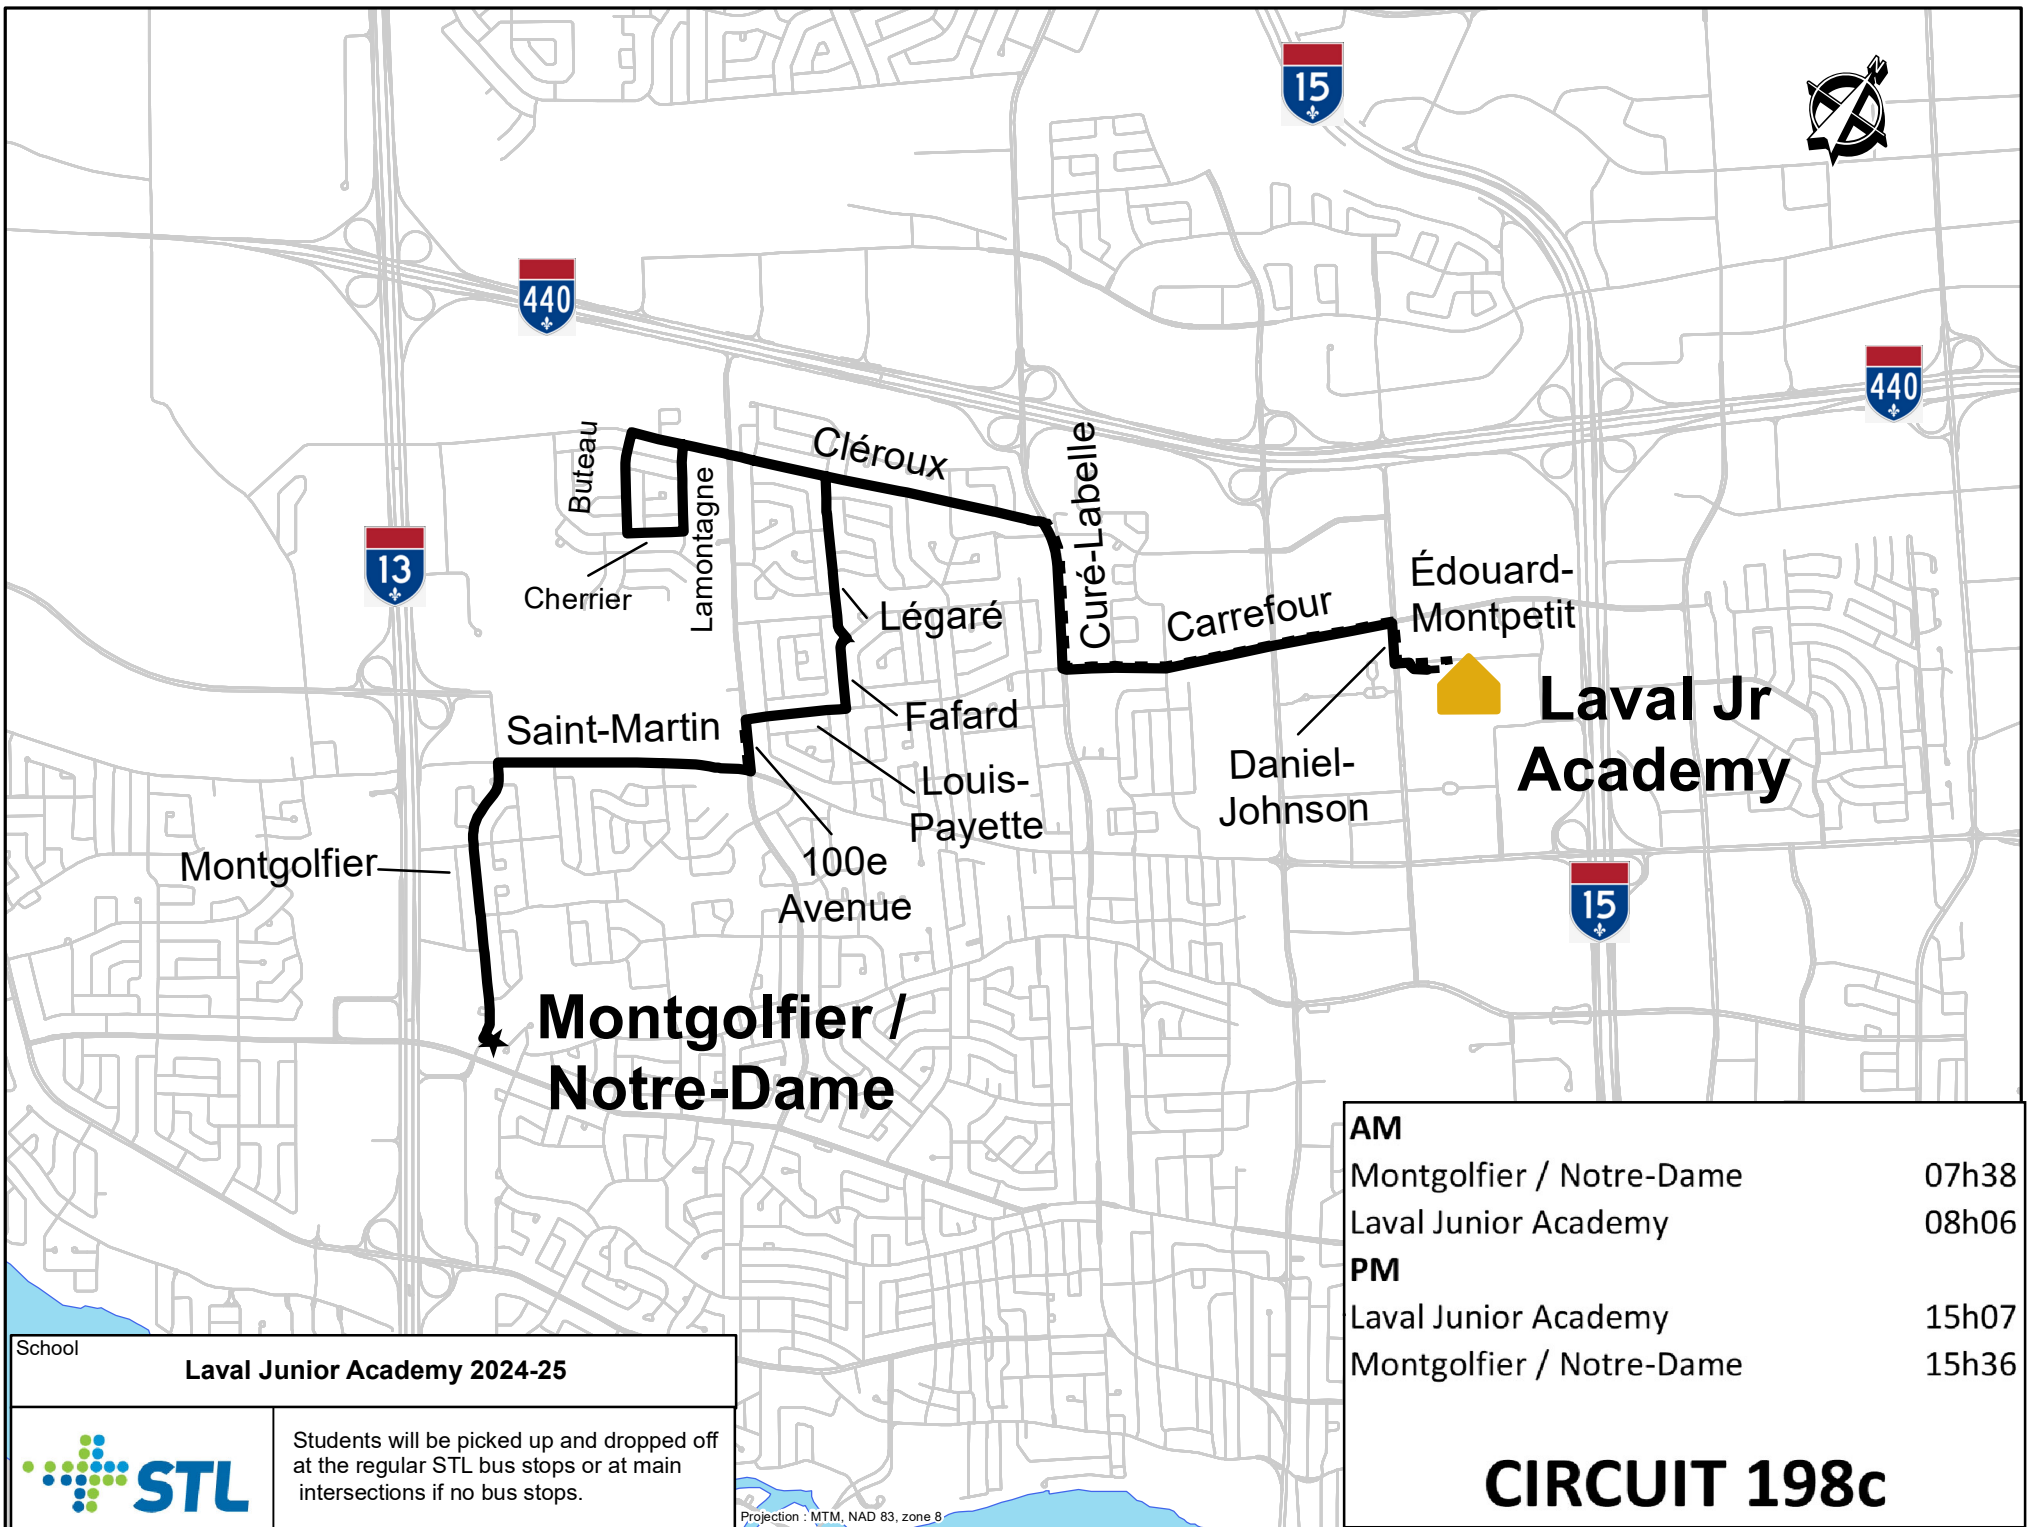 15
N
440
440
Buteau
Cléroux
Curé-Labelle
Lamontagne
13
Cherrier
Édouard-
Montpetit
Légaré
Carrefour
Laval Jr
Academy
Saint-Martin
Fafard
Daniel-
Johnson
Louis-
Payette
Montgolfier
100e
Avenue
15
Montgolfier /
Notre-Dame
AM
Montgolfier / Notre-Dame 07h38
Laval Junior Academy 08h06
PM
Laval Junior Academy 15h07
Montgolfier / Notre-Dame 15h36
CIRCUIT 198c
School
Laval Junior Academy 2024-25
STL
Students will be picked up and dropped off
at the regular STL bus stops or at main
intersections if no bus stops.
Projection : MTM, NAD 83, zone 8